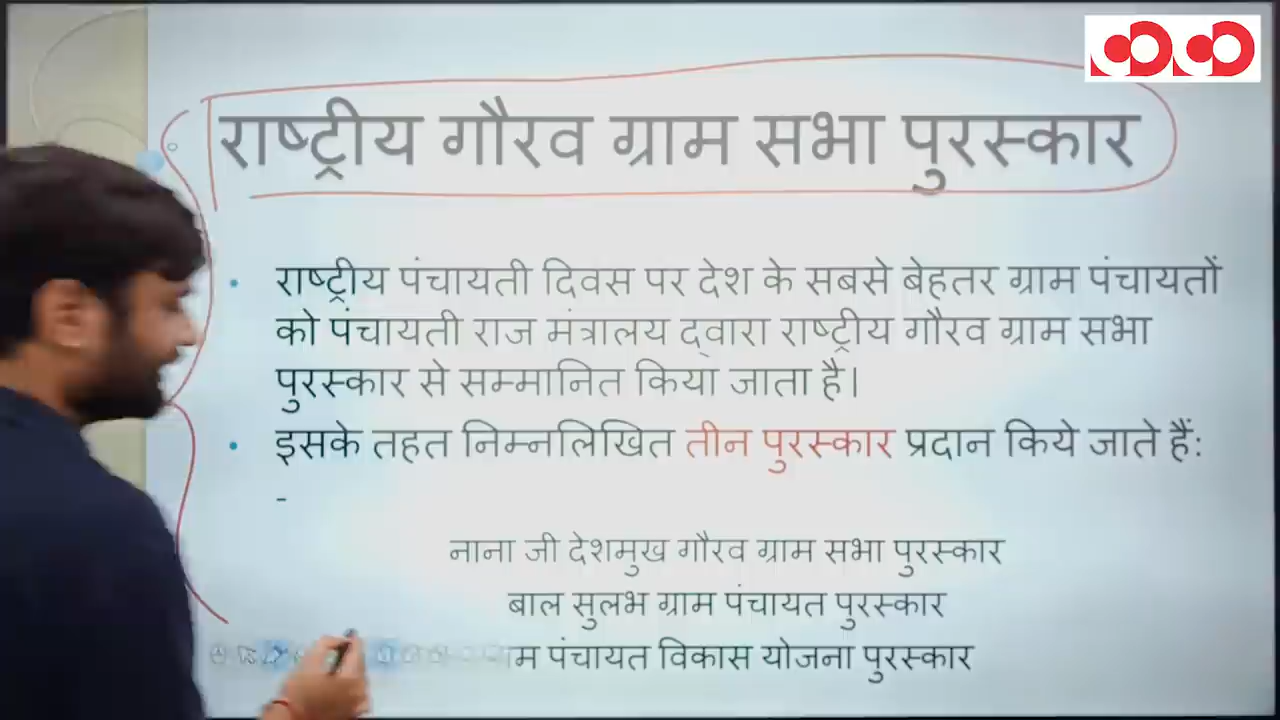 राष्ट्रीय गौरव ग्राम सभा पुरस्कार
• राष्ट्रीय पंचायती दिवस पर देश के सबसे बेहतर ग्राम पंचायतों
को पंचायती राज मंत्रालय द्वारा राष्ट्रीय गौरव ग्राम सभा
पुरस्कार से सम्मानित किया जाता है।
• इसके तहत निम्नलिखित तीन पुरस्कार प्रदान किये जाते हैं:
-
नाना जी देशमुख गौरव ग्राम सभा पुरस्कार
बाल सुलभ ग्राम पंचायत पुरस्कार
पंचायत विकास योजना पुरस्कार